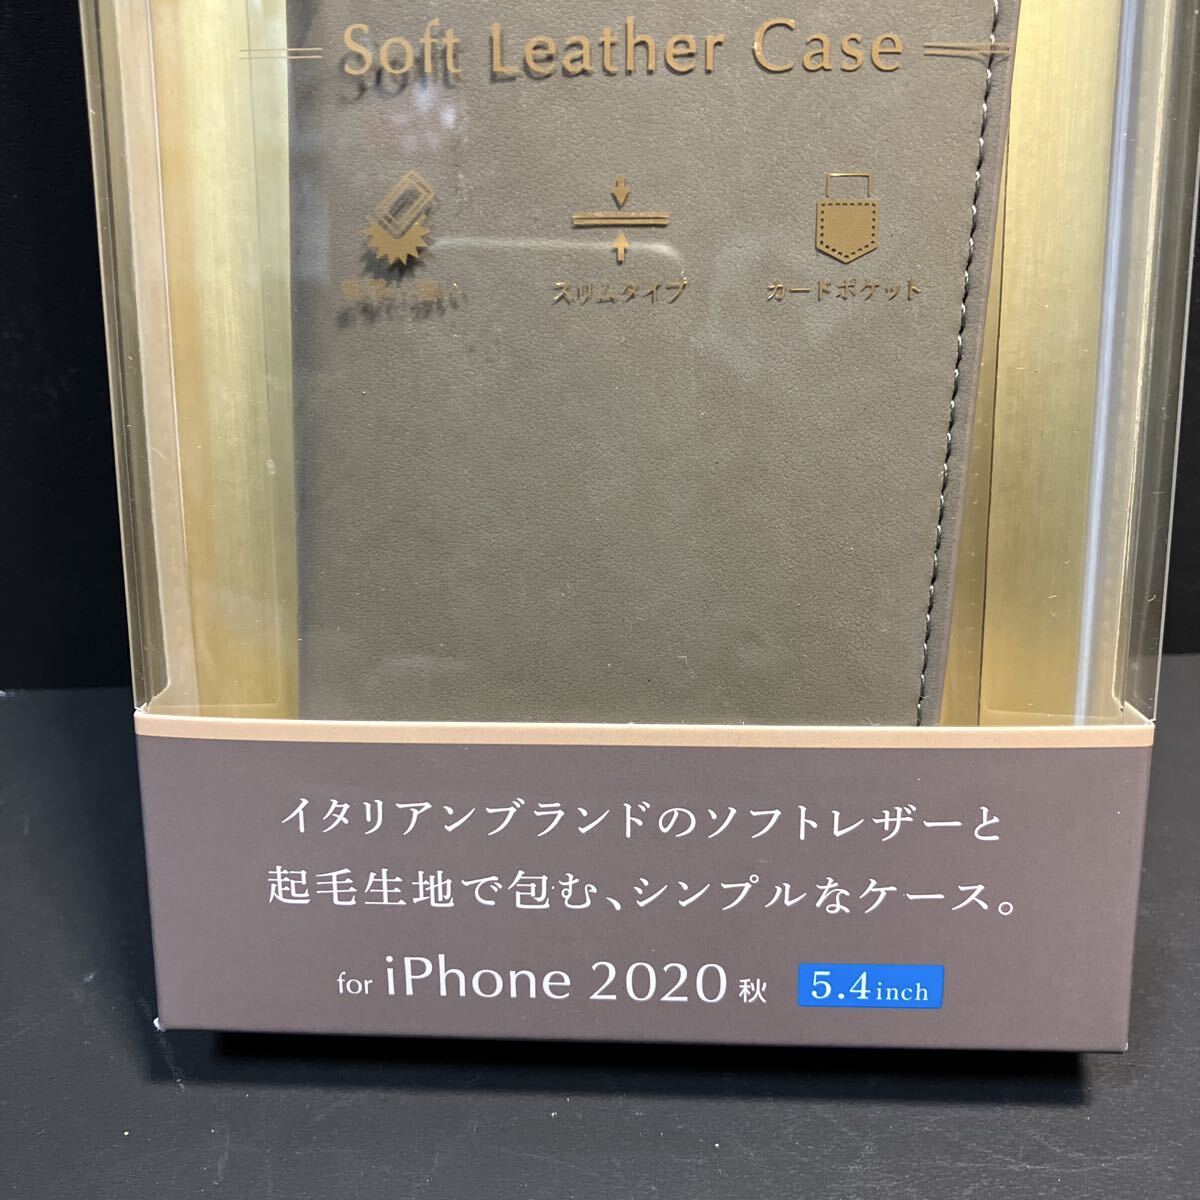 Soft Leather Case
スリムタイプ
カードポケット
イタリアンブランドのソフトレザーと
起毛生地で包む、シンプルなケース。
for iPhone 2020 秋 5.4inch